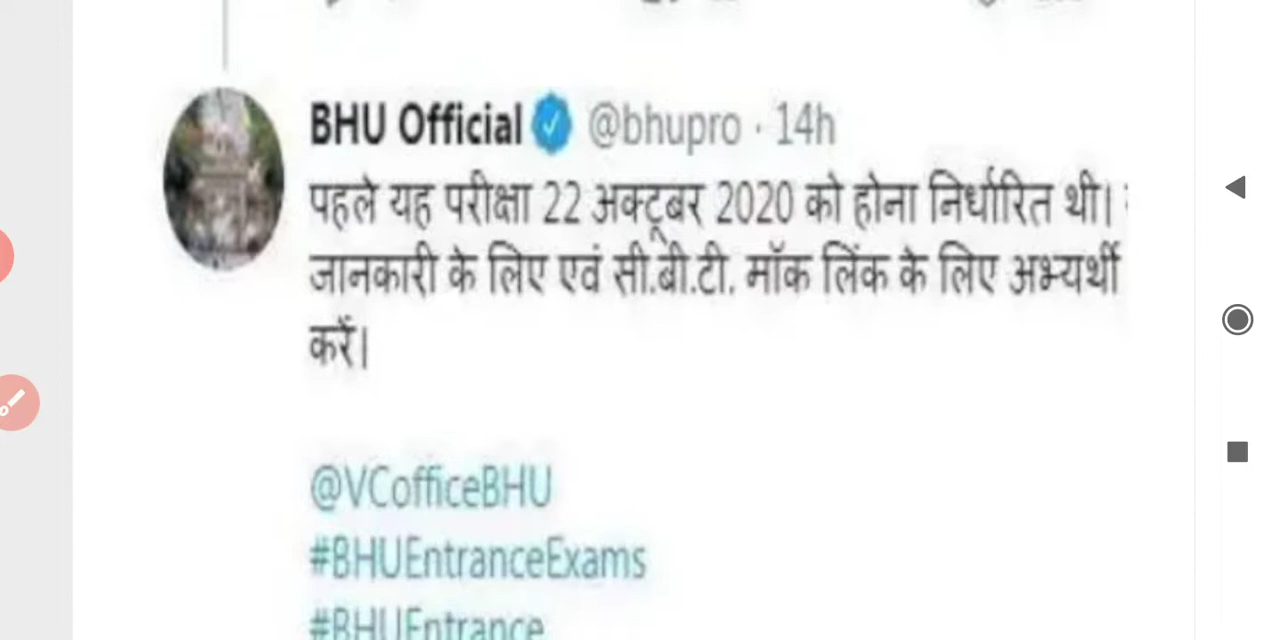 BHU Official @bhupro · 14h
पहले यह परीक्षा 22 अक्टूबर 2020 को होना निर्धारित थी।
जानकारी के लिए एवं सी.बी.टी. मॉक लिंक के लिए अभ्यर्थी
करें।
@VCofficeBHU
#BHUEntranceExams
#BHUEntrance